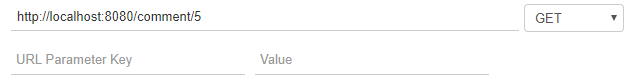 http://localhost:8080/comment/5 GET
URL Parameter Key Value